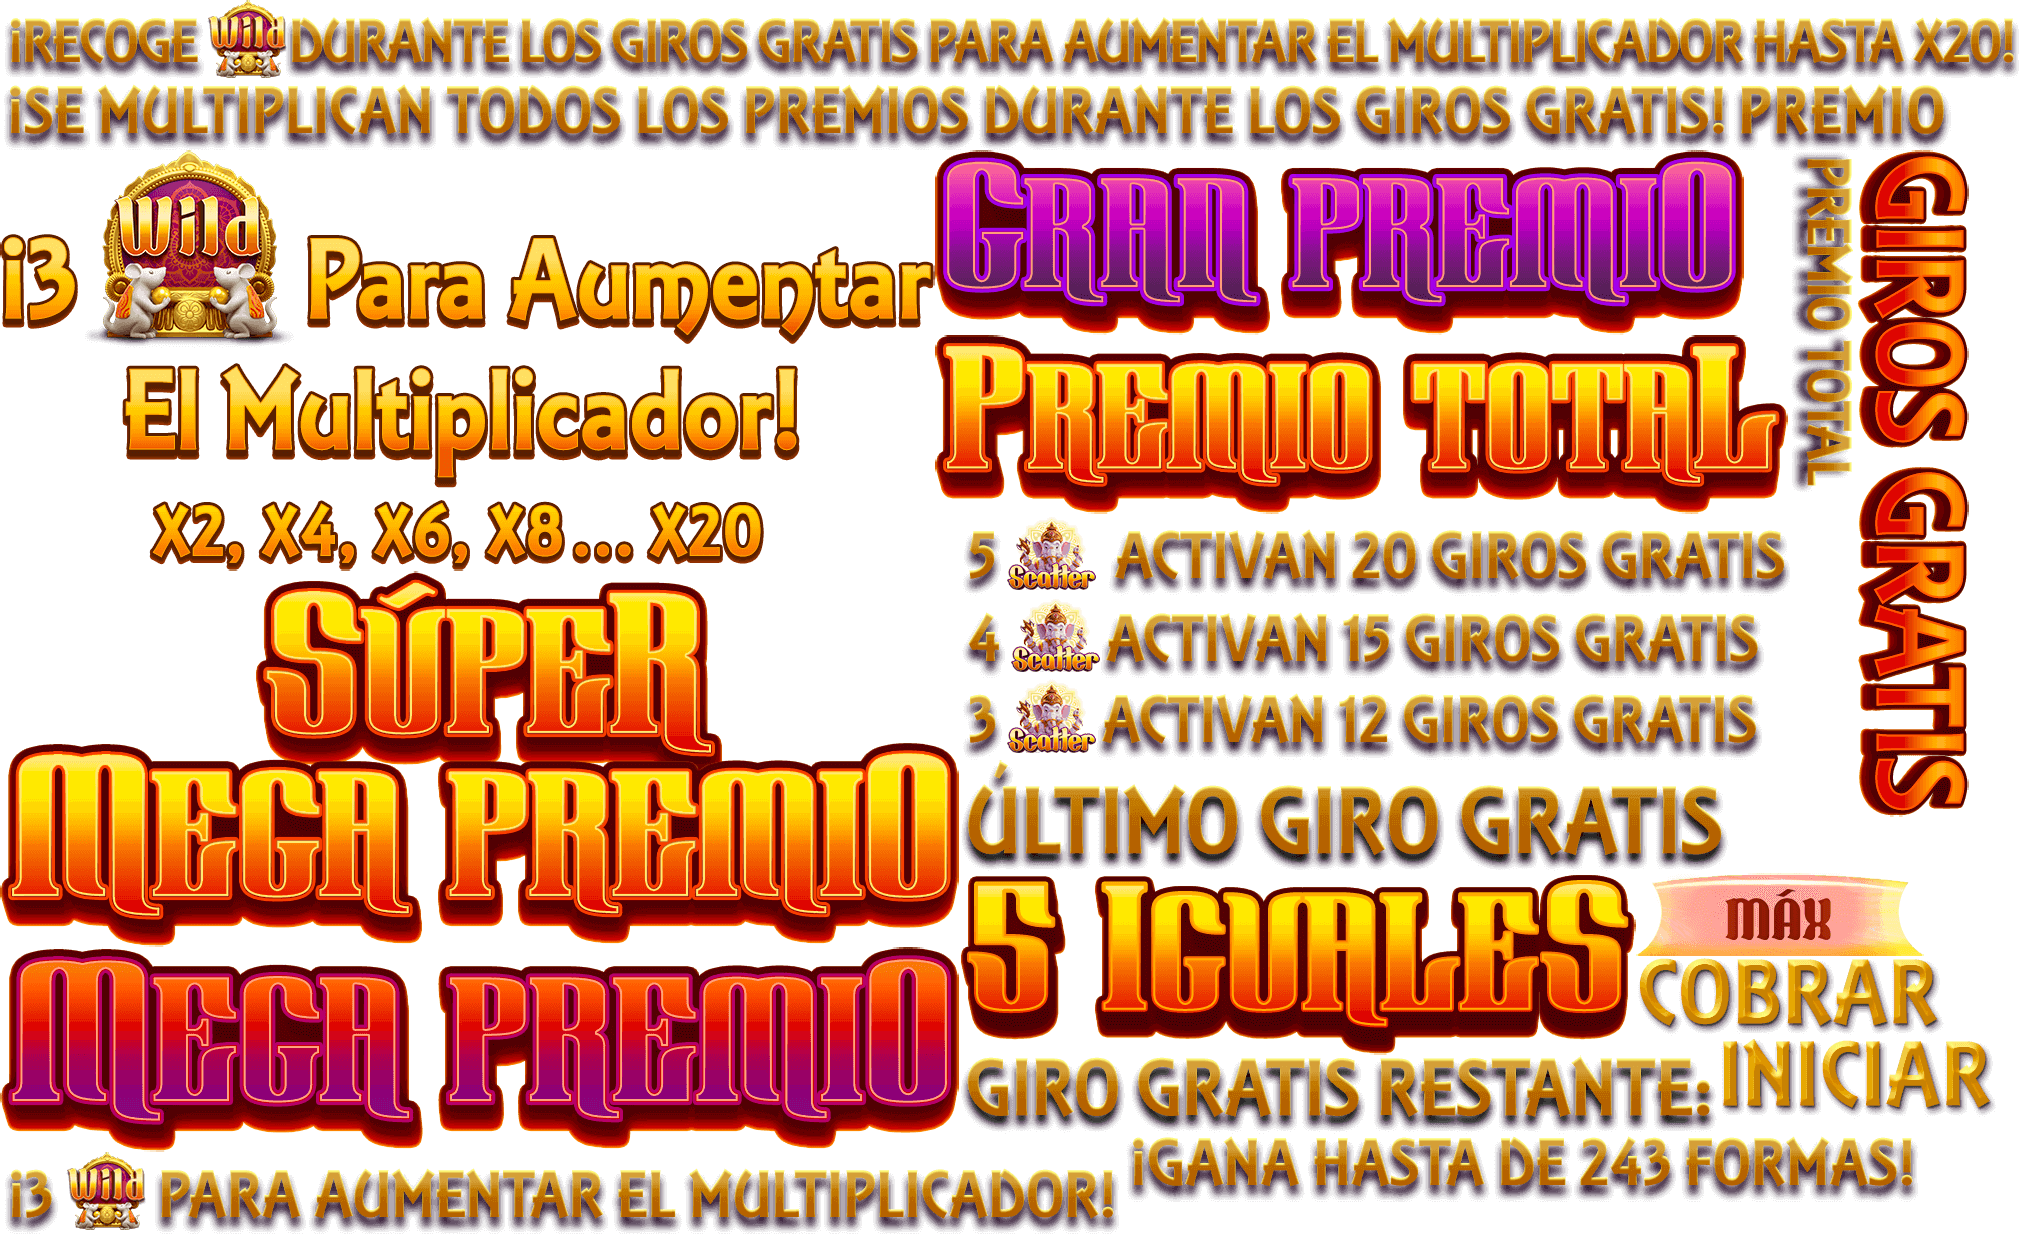 ¡RECOGE Wild DURANTE LOS GIROS GRATIS PARA AUMENTAR EL MULTIPLICADOR HASTA X20!
¡SE MULTIPLICAN TODOS LOS PREMIOS DURANTE LOS GIROS GRATIS! PREMIO
¡3 Wild Para Aumentar
El Multiplicador!
X2, X4, X6, X8... X20
SÚPER
MEGA PREMIO
MEGA PREMIO
¡3 Wild PARA AUMENTAR EL MULTIPLICADOR!
GRAN PREMIO
PREMIO TOTAL
5 Scatter ACTIVAN 20 GIROS GRATIS
4 Scatter ACTIVAN 15 GIROS GRATIS
3 Scatter ACTIVAN 12 GIROS GRATIS
ÚLTIMO GIRO GRATIS
5 IGUALES
MÁX
COBRAR
INICIAR
GIRO GRATIS RESTANTE:
¡GANA HASTA DE 243 FORMAS!
PREMIO TOTAL
GIROS GRATIS